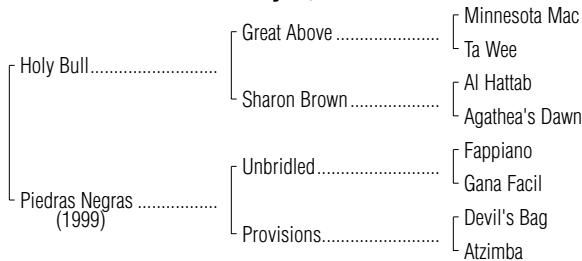 Minnesota Mac
Great Above
Ta Wee
Holy Bull
Al Hattab
Sharon Brown
Agathea's Dawn
Fappiano
Unbridled
Gana Facil
Piedras Negras
(1999)
Devil's Bag
Provisions
Atzimba